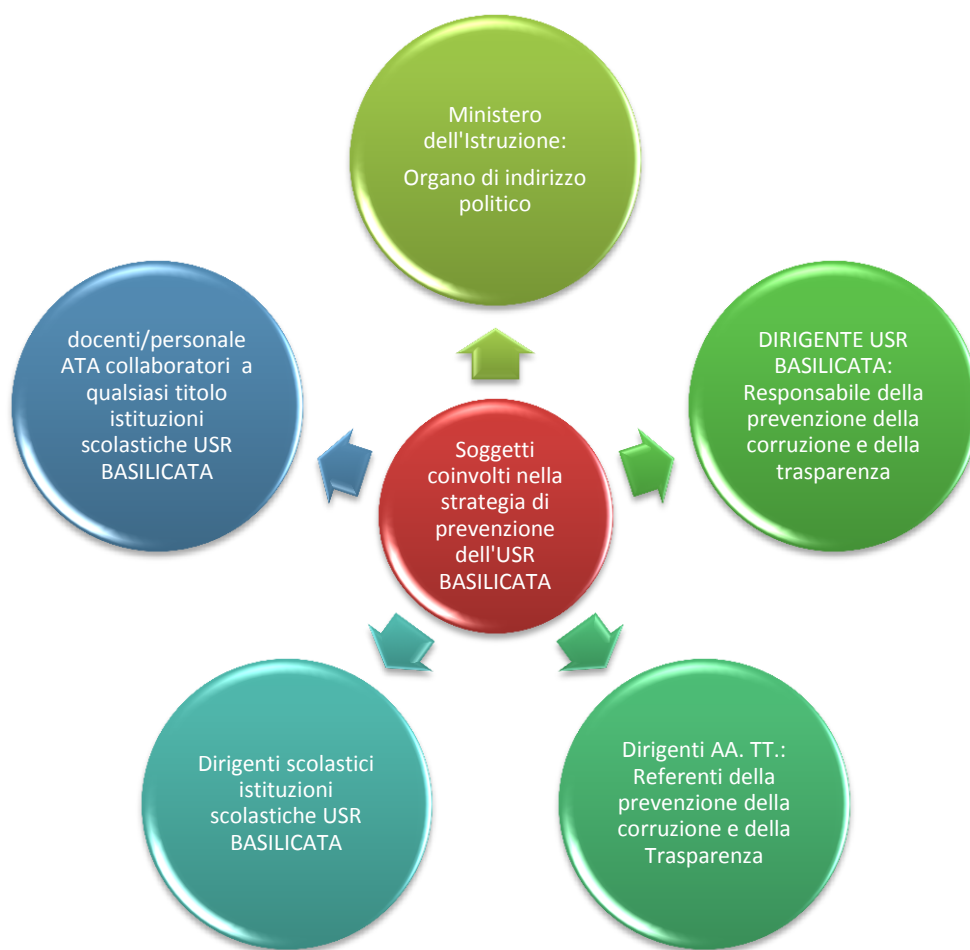 Ministero
dell'Istruzione:
Organo di indirizzo
politico
DIRIGENTE USR
BASILICATA:
Responsabile della
prevenzione della
corruzione e della
trasparenza
Dirigenti AA. TT.:
Referenti della
prevenzione della
corruzione e della
Trasparenza
Dirigenti scolastici
istituzioni
scolastiche USR
BASILICATA
docenti/personale
ATA collaboratori a
qualsiasi titolo
istituzioni
scolastiche USR
BASILICATA
Soggetti
coinvolti nella
strategia di
prevenzione
dell'USR
BASILICATA